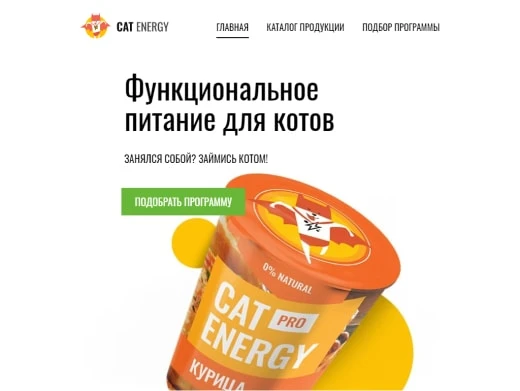 CAT ENERGY
ГЛАВНАЯ
КАТАЛОГ ПРОДУКЦИИ
ПОДБОР ПРОГРАММЫ
Функциональное
питание для котов
ЗАНЯЛСЯ СОБОЙ? ЗАЙМИСЬ КОТОМ!
ПОДОБРАТЬ ПРОГРАММУ
0% NATURAL
CAT
PRO
ENERGY
КУРИЦА